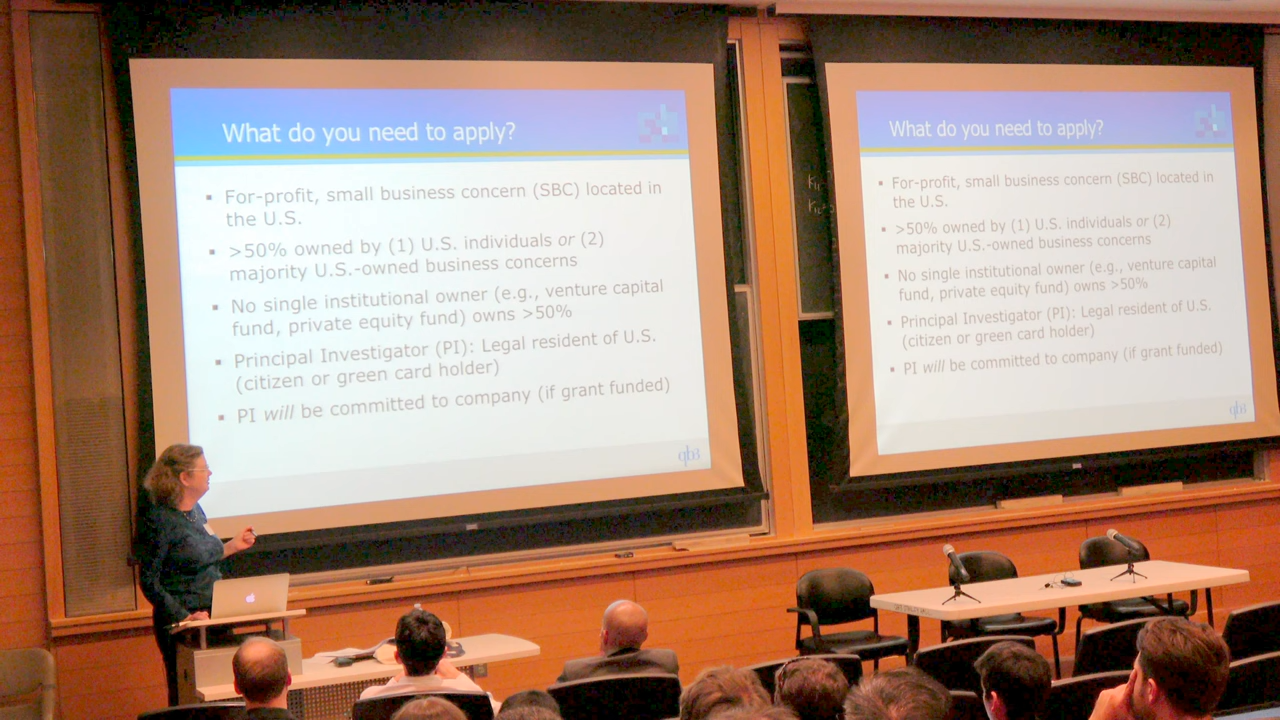 What do you need to apply?
▪ For-profit, small business concern (SBC) located in
the U.S.
▪ >50% owned by (1) U.S. individuals or (2)
majority U.S.-owned business concerns
▪ No single institutional owner (e.g., venture capital
fund, private equity fund) owns >50%
▪ Principal Investigator (PI): Legal resident of U.S.
(citizen or green card holder)
▪ PI will be committed to company (if grant funded)
qb3
What do you need to apply?
▪ For-profit, small business concern (SBC) located in
the U.S.
▪ >50% owned by (1) U.S. individuals or (2)
majority U.S.-owned business concerns
▪ No single institutional owner (e.g., venture capital
fund, private equity fund) owns >50%
▪ Principal Investigator (PI): Legal resident of U.S.
(citizen or green card holder)
▪ PI will be committed to company (if grant funded)
qb3